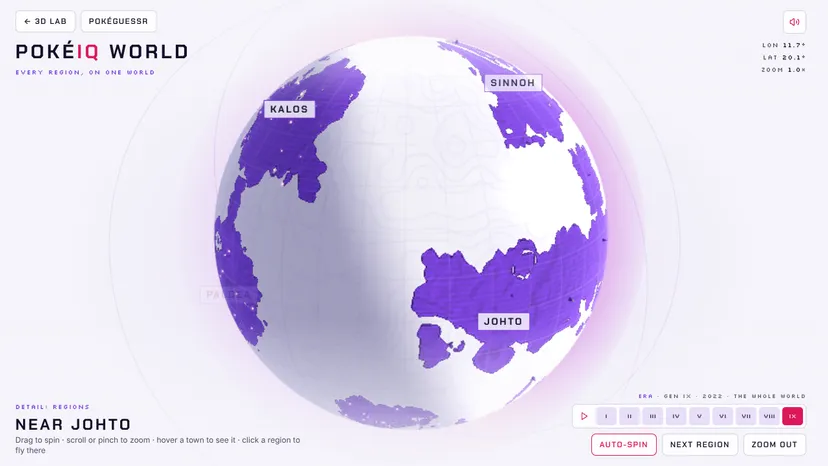 ← 3D LAB
POKÉGUESSR
POKÉIQ WORLD
EVERY REGION, ON ONE WORLD
LON 11.7°
LAT 20.1°
ZOOM 1.0×
SINNOH
KALOS
JOHTO
DETAIL: REGIONS
NEAR JOHTO
Drag to spin · scroll or pinch to zoom · hover a town to see it · click a region to
fly there
ERA · GEN IX · 2022 · THE WHOLE WORLD
I II III IV V VI VII VIII IX
AUTO-SPIN
NEXT REGION
ZOOM OUT